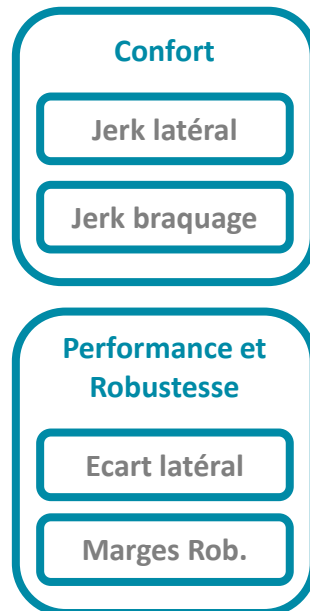 Confort
Jerk latéral
Jerk braquage
Performance et
Robustesse
Ecart latéral
Marges Rob.